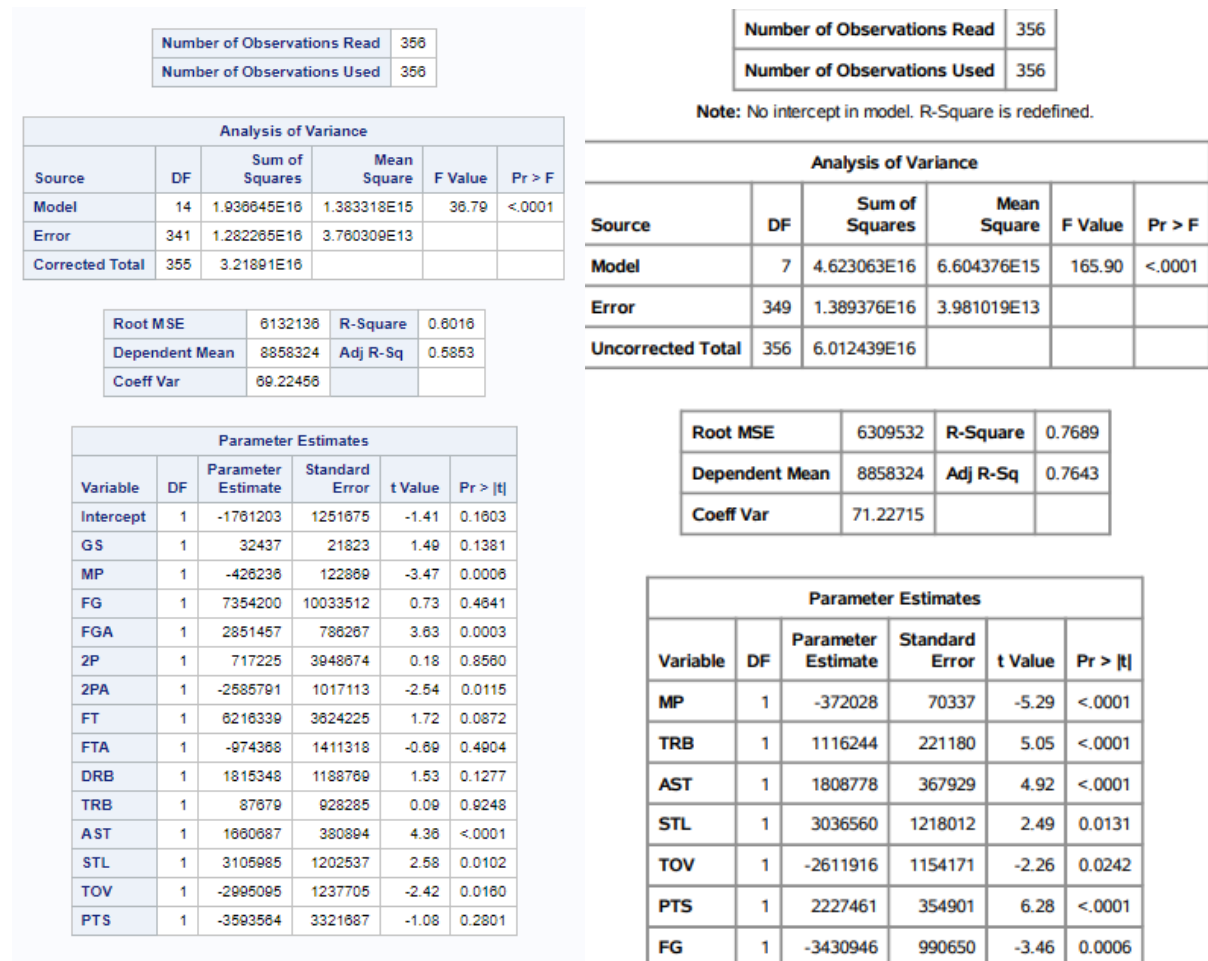 Number of Observations Read 356
Number of Observations Used 356
Analysis of Variance
Source DF Sum of Squares Mean Square F Value Pr > F
Model 14 1.936645E16 1.383318E15 36.79 <.0001
Error 341 1.282265E16 3.760309E13
Corrected Total 355 3.21891E16
Root MSE 6132136 R-Square 0.6016
Dependent Mean 8858324 Adj R-Sq 0.5853
Coeff Var 69.22456
Parameter Estimates
Variable DF Parameter Estimate Standard Error t Value Pr > |t|
Intercept 1 -1761203 1251675 -1.41 0.1603
GS 1 32437 21823 1.49 0.1381
MP 1 -426236 122869 -3.47 0.0006
FG 1 7354200 10033512 0.73 0.4641
FGA 1 2851457 786267 3.63 0.0003
2P 1 717225 3948674 0.18 0.8560
2PA 1 -2585791 1017113 -2.54 0.0115
FT 1 6216339 3624225 1.72 0.0872
FTA 1 -974368 1411318 -0.69 0.4904
DRB 1 1815348 1188769 1.53 0.1277
TRB 1 87679 928285 0.09 0.9248
AST 1 1660687 380894 4.36 <.0001
STL 1 3105985 1202537 2.58 0.0102
TOV 1 -2995095 1237705 -2.42 0.0160
PTS 1 -3593564 3321687 -1.08 0.2801
Number of Observations Read 356
Number of Observations Used 356
Note: No intercept in model. R-Square is redefined.
Analysis of Variance
Source DF Sum of Squares Mean Square F Value Pr > F
Model 7 4.623063E16 6.604376E15 165.90 <.0001
Error 349 1.389376E16 3.981019E13
Uncorrected Total 356 6.012439E16
Root MSE 6309532 R-Square 0.7689
Dependent Mean 8858324 Adj R-Sq 0.7643
Coeff Var 71.22715
Parameter Estimates
Variable DF Parameter Estimate Standard Error t Value Pr > |t|
MP 1 -372028 70337 -5.29 <.0001
TRB 1 1116244 221180 5.05 <.0001
AST 1 1808778 367929 4.92 <.0001
STL 1 3036560 1218012 2.49 0.0131
TOV 1 -2611916 1154171 -2.26 0.0242
PTS 1 2227461 354901 6.28 <.0001
FG 1 -3430946 990650 -3.46 0.0006